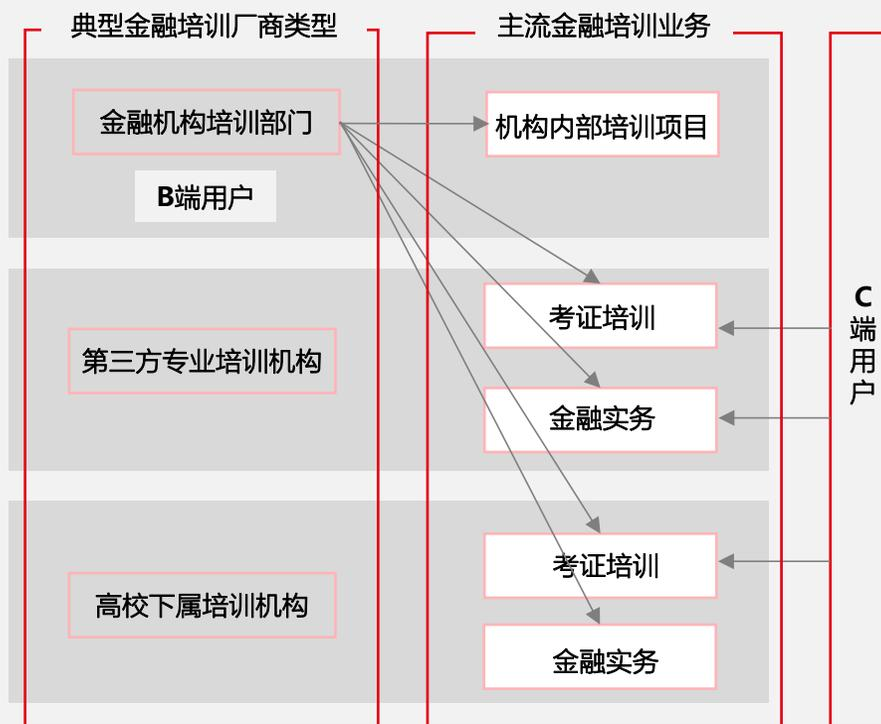 典型金融培训厂商类型
主流金融培训业务
金融机构培训部门
机构内部培训项目
B端用户
考证培训
第三方专业培训机构
金融实务
考证培训
高校下属培训机构
金融实务
C
端
用
户